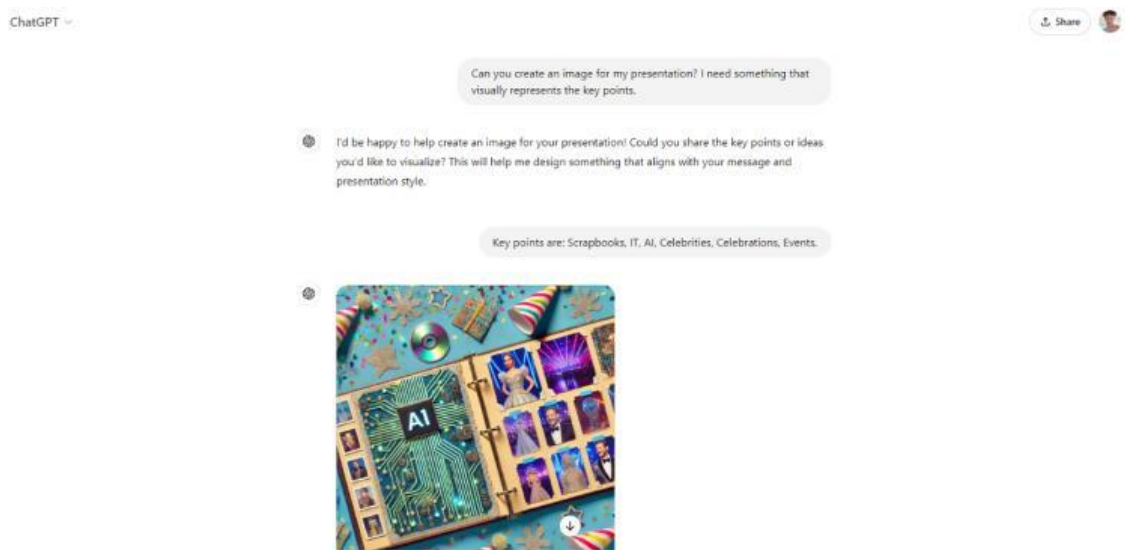 ChatGPT
Share
Can you create an image for my presentation? I need something that
visually represents the key points.
I'd be happy to help create an image for your presentation! Could you share the key points or ideas
you'd like to visualize? This will help me design something that aligns with your message and
presentation style.
Key points are: Scrapbooks, IT, AI, Celebrities, Celebrations, Events.
AI